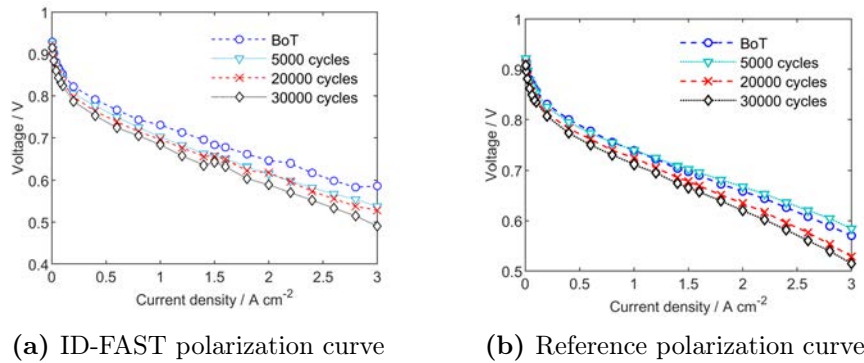 1
BoT
5000 cycles
20000 cycles
30000 cycles
0.9
0.8
0.7
0.6
0.5
0.4
Voltage / V
0 0.5 1 1.5 2 2.5 3
Current density / A cm-2
(a) ID-FAST polarization curve
1
BoT
5000 cycles
20000 cycles
30000 cycles
0.9
0.8
0.7
0.6
0.5
Voltage / V
0 0.5 1 1.5 2 2.5 3
Current density / A cm-2
(b) Reference polarization curve